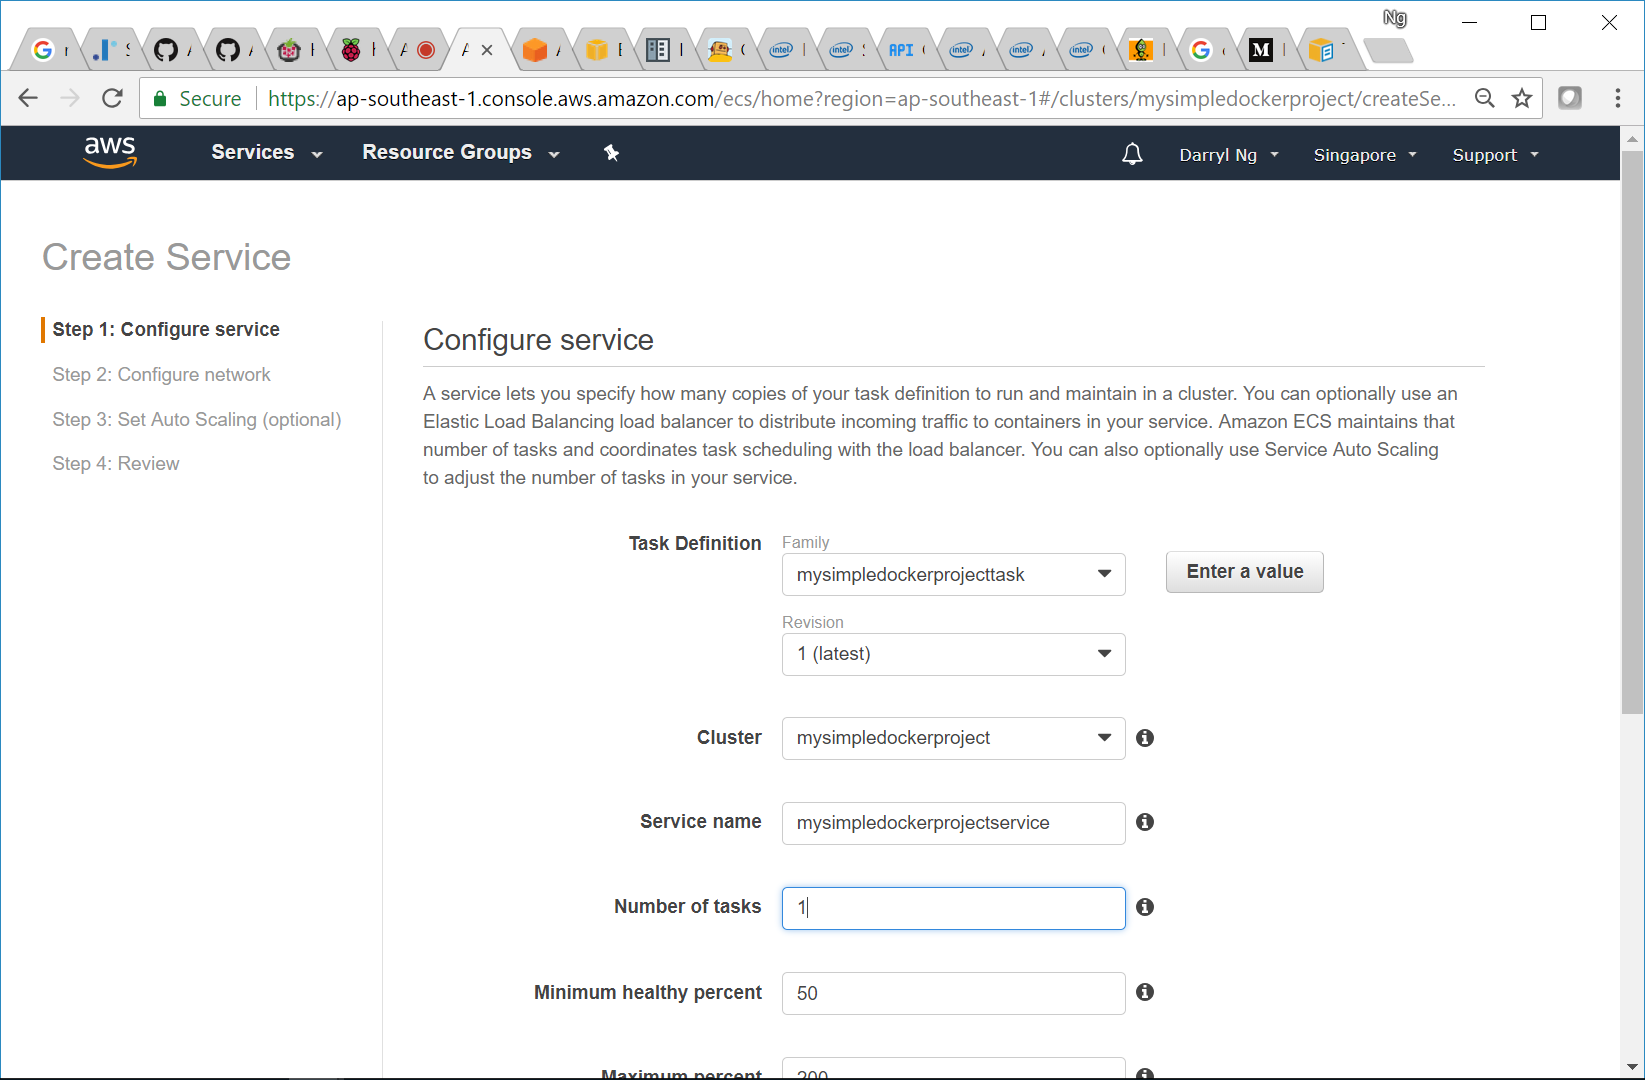 Ng
intel
intel
API
intel
intel
intel
M
Secure
https://ap-southeast-1.console.aws.amazon.com/ecs/home?region=ap-southeast-1#/clusters/mysimpledockerproject/createSe...
aws
Services
Resource Groups
Darryl Ng
Singapore
Support
Create Service
Step 1: Configure service
Step 2: Configure network
Step 3: Set Auto Scaling (optional)
Step 4: Review
Configure service
A service lets you specify how many copies of your task definition to run and maintain in a cluster. You can optionally use an
Elastic Load Balancing load balancer to distribute incoming traffic to containers in your service. Amazon ECS maintains that
number of tasks and coordinates task scheduling with the load balancer. You can also optionally use Service Auto Scaling
to adjust the number of tasks in your service.
Task Definition
Family
mysimpledockerprojecttask
Enter a value
Revision
1 (latest)
Cluster
mysimpledockerproject
Service name
mysimpledockerprojectservice
Number of tasks
1
Minimum healthy percent
50
Maximum percent
200